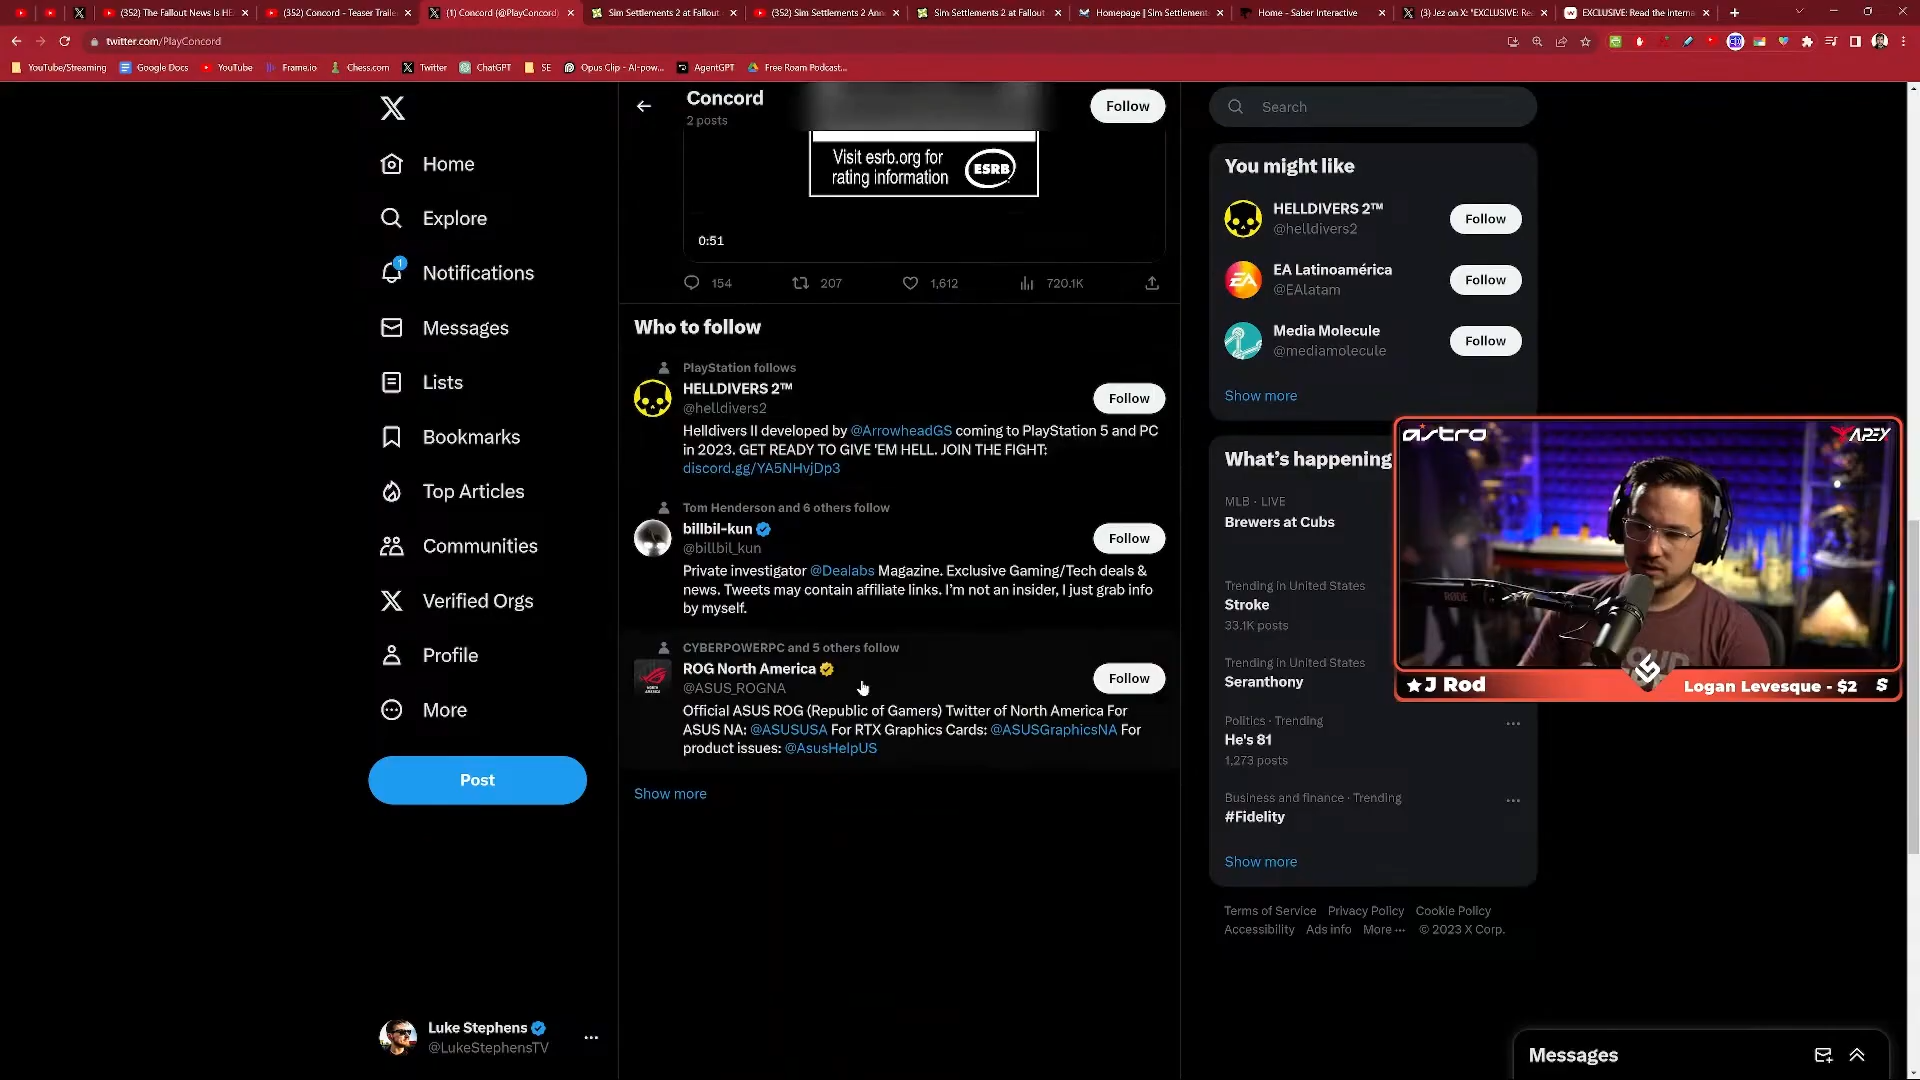 (352) The Fallout News Is HE
(352) Concord - Teaser Traile
(1) Concord (@PlayConcord)
Sim Settlements 2 at Fallout
(352) Sim Settlements 2 Ann
Sim Settlements 2 at Fallout
Homepage | Sim Settlement
Home - Saber Interactive
(3) Jez on X: "EXCLUSIVE: Re
EXCLUSIVE: Read the interna
twitter.com/PlayConcord
YouTube/Streaming
Google Docs
YouTube
Frame.io
Chess.com
Twitter
ChatGPT
SE
Opus Clip - AI-pow...
AgentGPT
Free Roam Podcast...
Home
Explore
1
Notifications
Messages
Lists
Bookmarks
Top Articles
Communities
Verified Orgs
Profile
More
Post
Luke Stephens
@LukeStephensTV
Concord
2 posts
Follow
Visit esrb.org for
rating information
ESRB
0:51
154
207
1,612
720.1K
Who to follow
PlayStation follows
HELLDIVERS 2™
@helldivers2
Follow
Helldivers II developed by @ArrowheadGS coming to PlayStation 5 and PC
in 2023. GET READY TO GIVE 'EM HELL. JOIN THE FIGHT:
discord.gg/YA5NHvjDp3
Tom Henderson and 6 others follow
billbil-kun
@billbil_kun
Follow
Private investigator @Dealabs Magazine. Exclusive Gaming/Tech deals &
news. Tweets may contain affiliate links. I'm not an insider, I just grab info
by myself.
CYBERPOWERPC and 5 others follow
ROG North America
@ASUS_ROGNA
Follow
Official ASUS ROG (Republic of Gamers) Twitter of North America For
ASUS NA: @ASUSUSA For RTX Graphics Cards: @ASUSGraphicsNA For
product issues: @AsusHelpUS
Show more
Search
You might like
HELLDIVERS 2™
@helldivers2
Follow
EA Latinoamérica
@EAlatam
Follow
Media Molecule
@mediamolecule
Follow
Show more
What's happening
MLB · LIVE
Brewers at Cubs
Trending in United States
Stroke
33.1K posts
Trending in United States
Seranthony
Politics · Trending
He's 81
1,273 posts
Business and finance · Trending
#Fidelity
Show more
Terms of Service Privacy Policy Cookie Policy
Accessibility Ads info More ··· © 2023 X Corp.
astro
APEX
RØDE
J Rod
Logan Levesque - $2
Messages